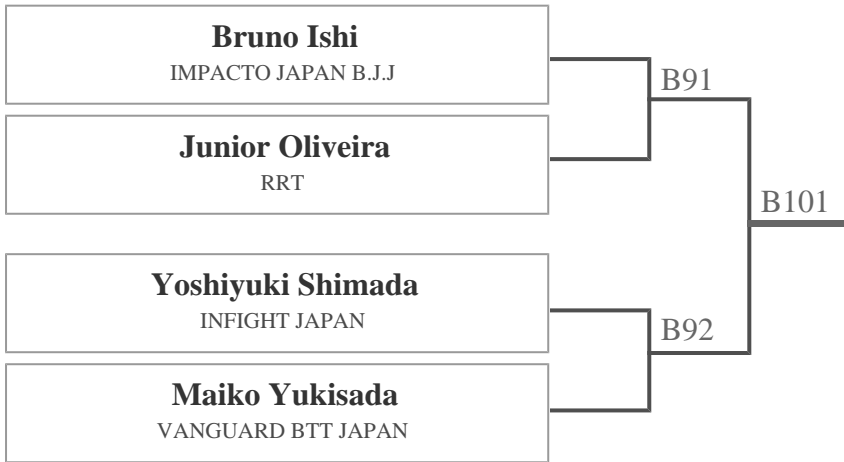 Bruno Ishi
IMPACTO JAPAN B.J.J
B91
Junior Oliveira
RRT
B101
Yoshiyuki Shimada
INFIGHT JAPAN
B92
Maiko Yukisada
VANGUARD BTT JAPAN